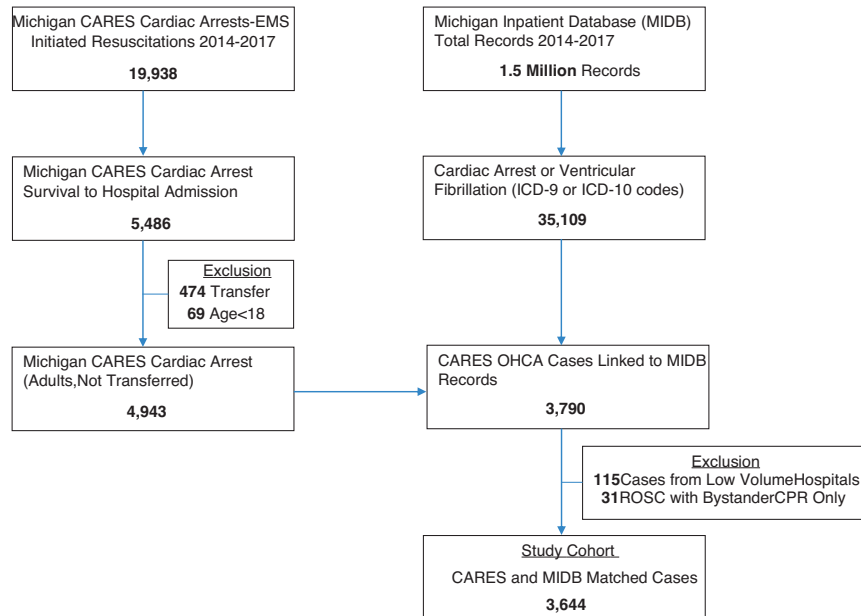 Michigan CARES Cardiac Arrests-EMS
Initiated Resuscitations 2014-2017
19,938
Michigan Inpatient Database (MIDB)
Total Records 2014-2017
1.5 Million Records
Michigan CARES Cardiac Arrest
Survival to Hospital Admission
5,486
Cardiac Arrest or Ventricular
Fibrillation (ICD-9 or ICD-10 codes)
35,109
Exclusion
474 Transfer
69 Age<18
Michigan CARES Cardiac Arrest
(Adults,Not Transferred)
4,943
CARES OHCA Cases Linked to MIDB
Records
3,790
Exclusion
115Cases from Low VolumeHospitals
31ROSC with BystanderCPR Only
Study Cohort
CARES and MIDB Matched Cases
3,644